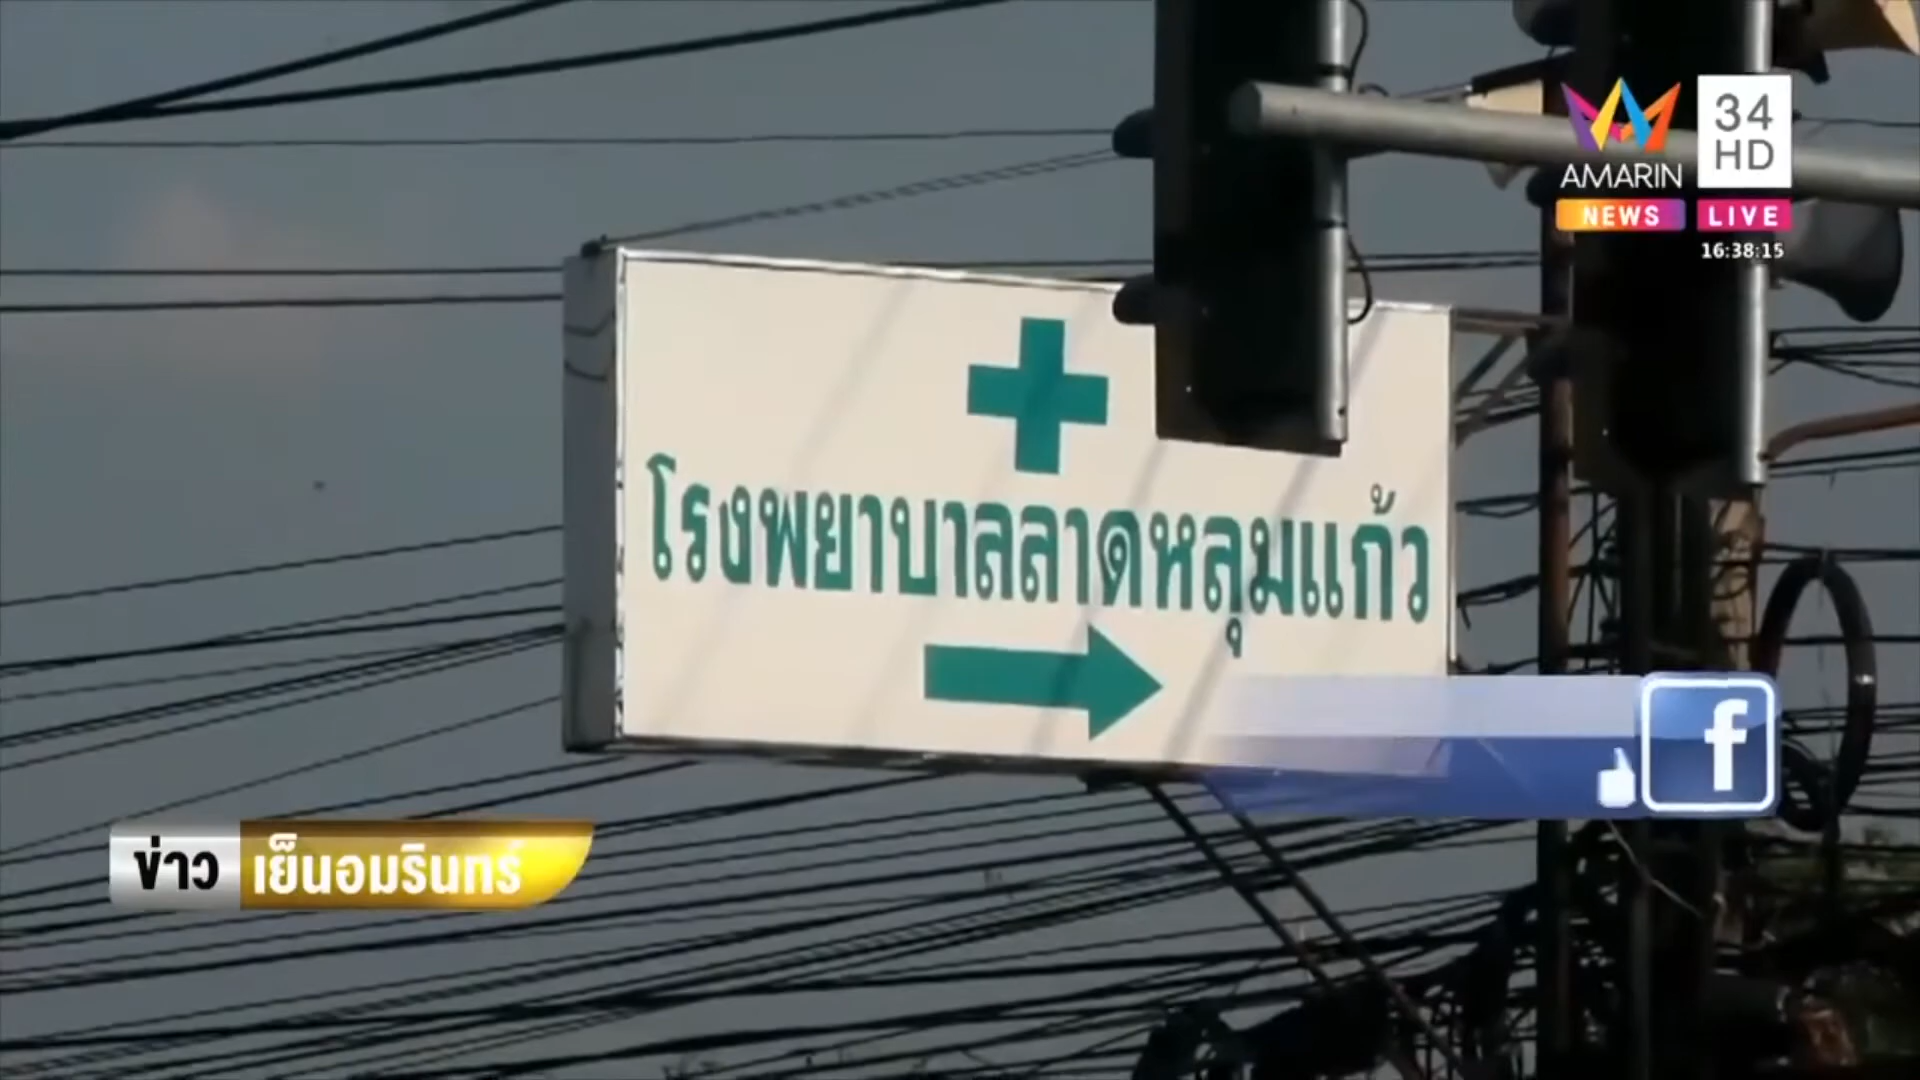 AMARIN
34
HD
NEWS
LIVE
16:38:15
โรงพยาบาลลาดหลุมแก้ว
f
ข่าว เย็นอมรินทร์